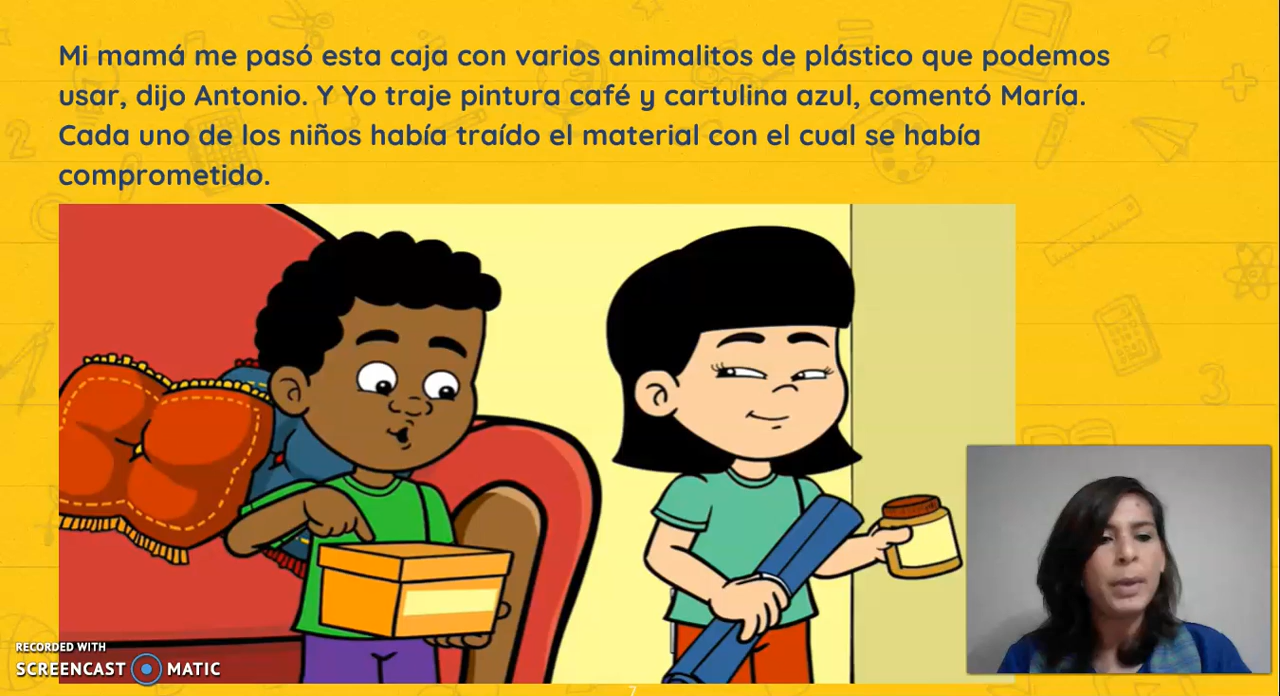 Mi mamá me pasó esta caja con varios animalitos de plástico que podemos
usar, dijo Antonio. Y Yo traje pintura café y cartulina azul, comentó María.
Cada uno de los niños había traído el material con el cual se había
comprometido.
RECORDED WITH
SCREENCAST MATIC
7